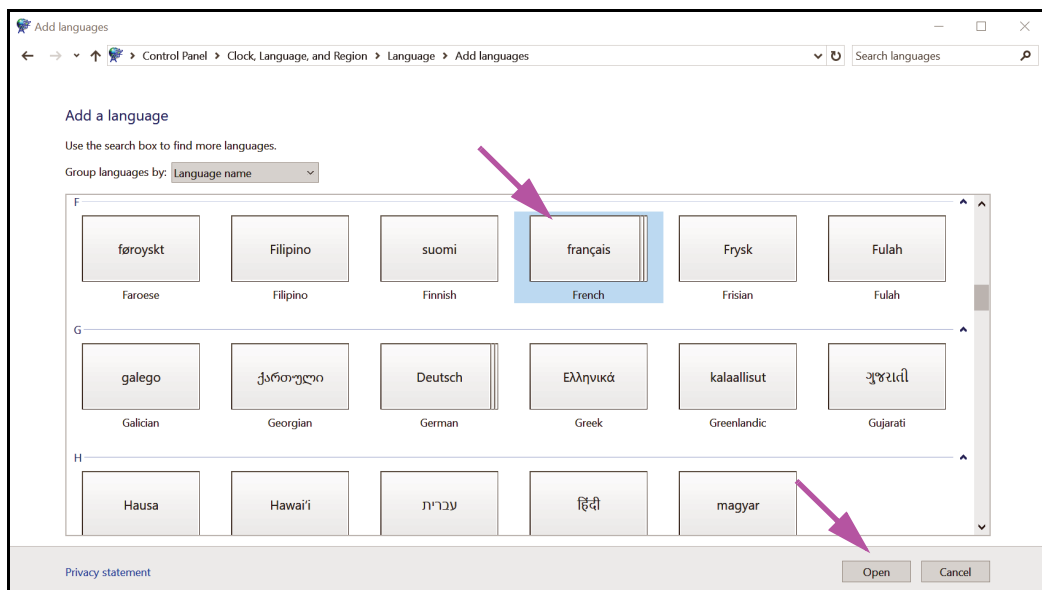 Add languages
Control Panel › Clock, Language, and Region › Language › Add languages
Search languages
Add a language
Use the search box to find more languages.
Group languages by: Language name
F
føroyskt Filipino suomi français Frysk Fulah
Faroese Filipino Finnish French Frisian Fulah
G
galego ქართული Deutsch Ελληνικά kalaallisut ગુજરાતી
Galician Georgian German Greek Greenlandic Gujarati
H
Hausa Hawaiʻi עברית हिंदी magyar
Privacy statement Open Cancel